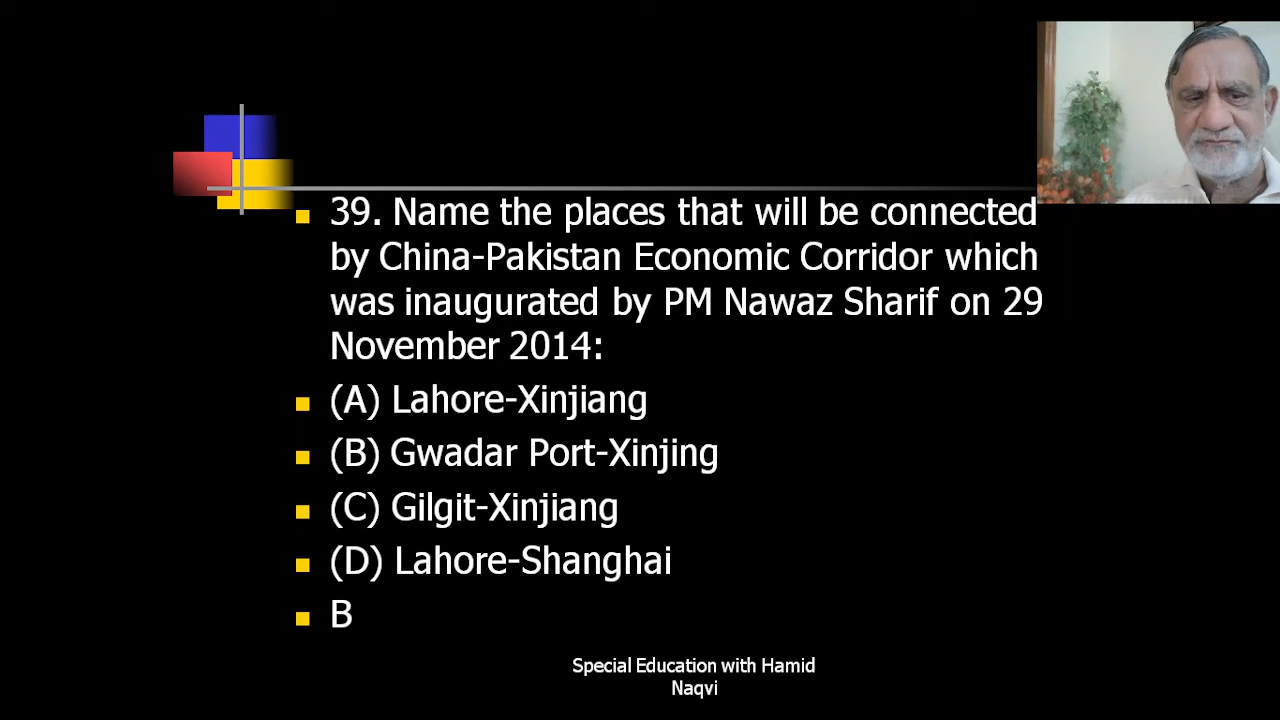 39. Name the places that will be connected
by China-Pakistan Economic Corridor which
was inaugurated by PM Nawaz Sharif on 29
November 2014:
(A) Lahore-Xinjiang
(B) Gwadar Port-Xinjing
(C) Gilgit-Xinjiang
(D) Lahore-Shanghai
B
Special Education with Hamid
Naqvi